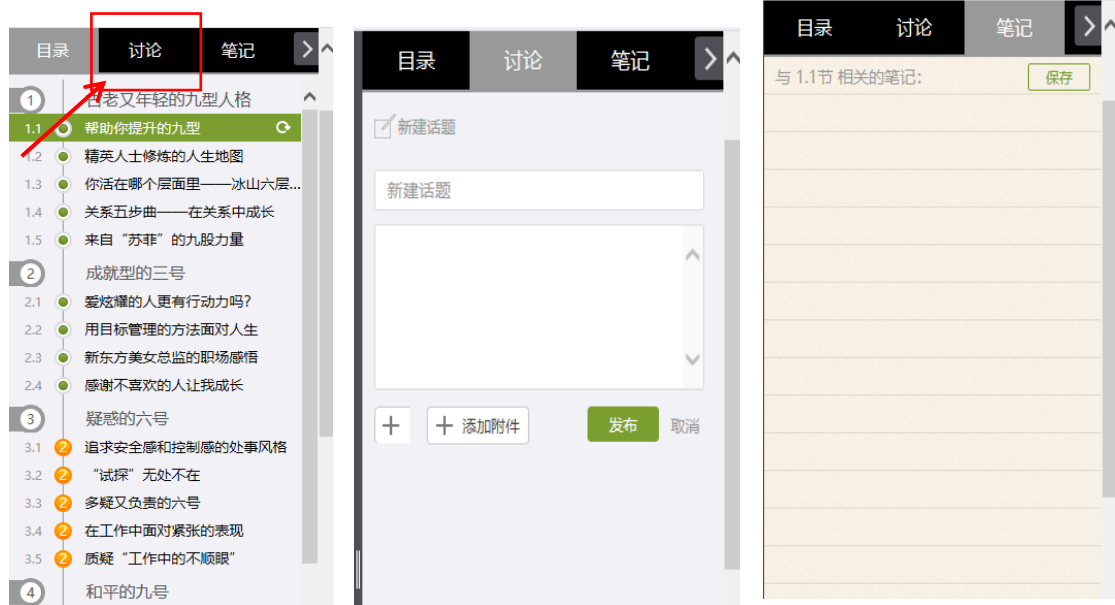 目录 讨论 笔记
1 古老又年轻的九型人格
1.1 帮助你提升的九型
1.2 精英人士修炼的人生地图
1.3 你活在哪个层面里——冰山六层...
1.4 关系五步曲——在关系中成长
1.5 来自“苏菲”的九股力量
2 成就型的三号
2.1 爱炫耀的人更有行动力吗?
2.2 用目标管理的方法面对人生
2.3 新东方美女总监的职场感悟
2.4 感谢不喜欢的人让我成长
3 疑惑的六号
3.1 2 追求安全感和控制感的处事风格
3.2 2 “试探”无处不在
3.3 2 多疑又负责的六号
3.4 2 在工作中面对紧张的表现
3.5 2 质疑“工作中的不顺眼”
4 和平的九号
目录 讨论 笔记
新建话题
新建话题
+ + 添加附件 发布 取消
目录 讨论 笔记
与 1.1节 相关的笔记: 保存